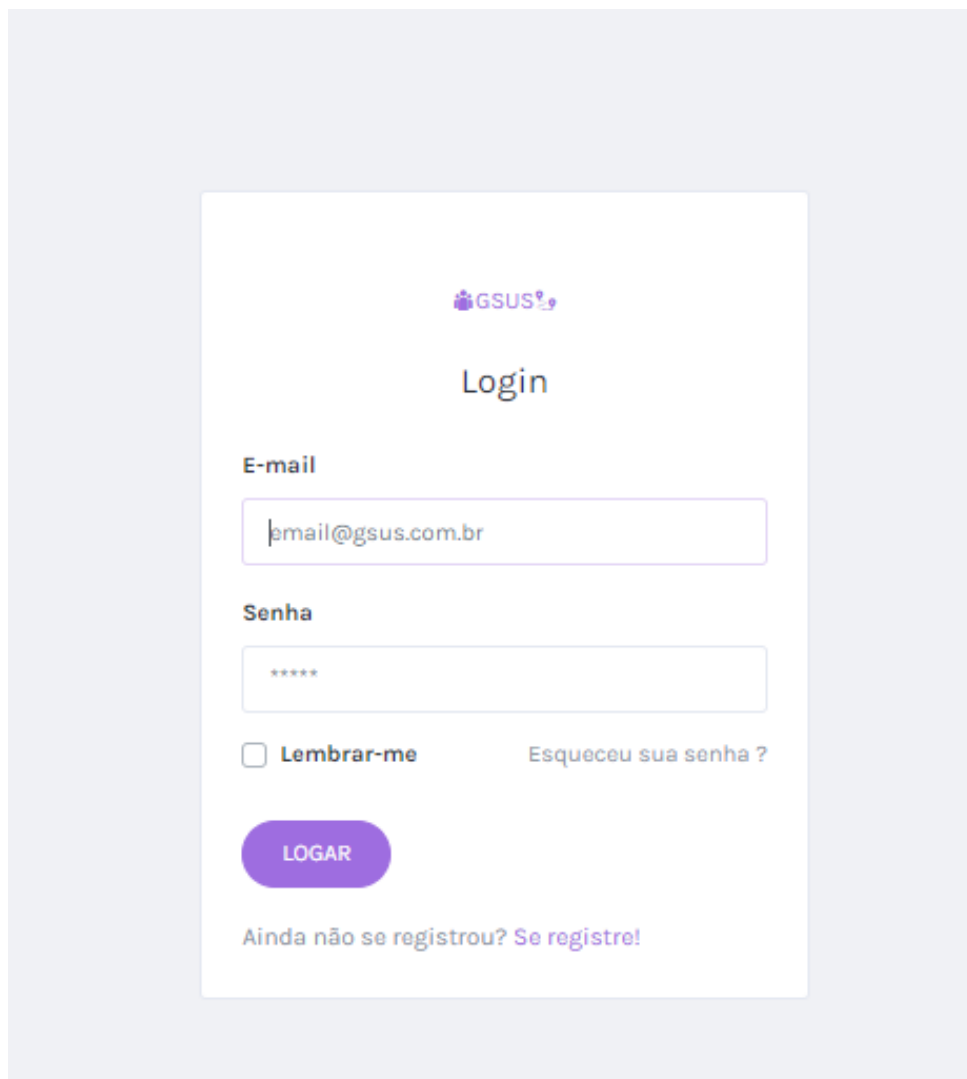 GSUS
Login
E-mail
email@gsus.com.br
Senha
*****
Lembrar-me Esqueceu sua senha ?
LOGAR
Ainda não se registrou? Se registre!